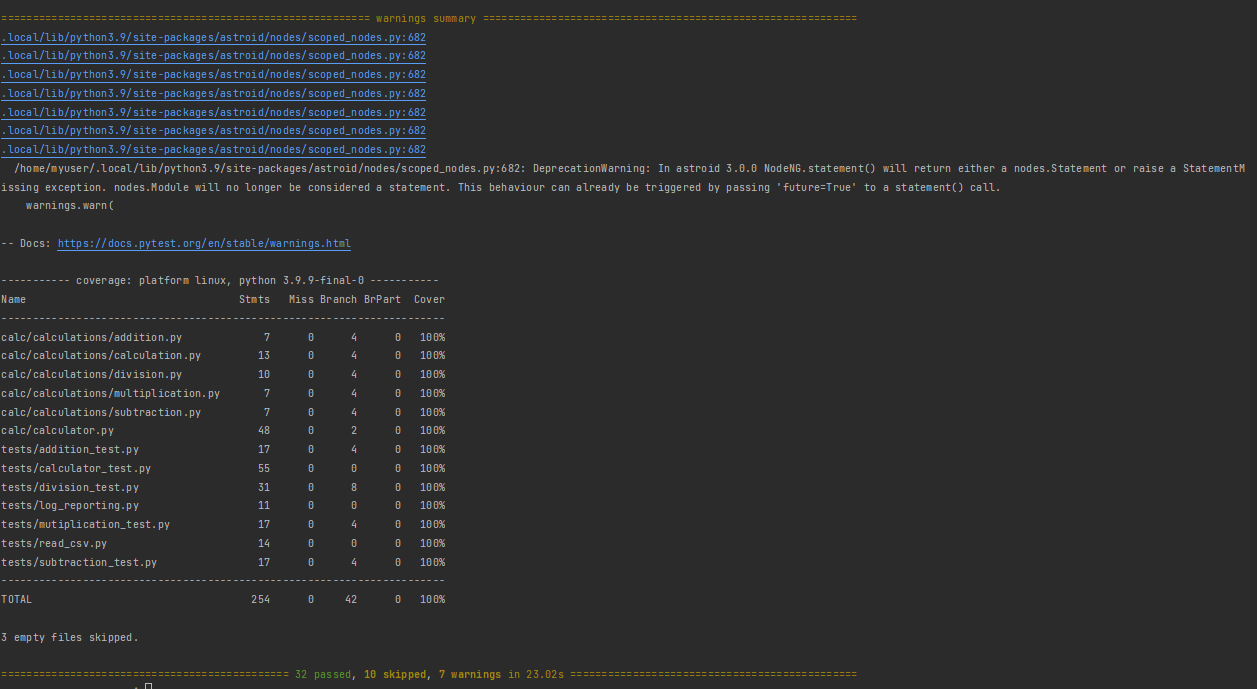 =========================================================== warnings summary ============================================================
.local/lib/python3.9/site-packages/astroid/nodes/scoped_nodes.py:682
.local/lib/python3.9/site-packages/astroid/nodes/scoped_nodes.py:682
.local/lib/python3.9/site-packages/astroid/nodes/scoped_nodes.py:682
.local/lib/python3.9/site-packages/astroid/nodes/scoped_nodes.py:682
.local/lib/python3.9/site-packages/astroid/nodes/scoped_nodes.py:682
.local/lib/python3.9/site-packages/astroid/nodes/scoped_nodes.py:682
.local/lib/python3.9/site-packages/astroid/nodes/scoped_nodes.py:682
  /home/myuser/.local/lib/python3.9/site-packages/astroid/nodes/scoped_nodes.py:682: DeprecationWarning: In astroid 3.0.0 NodeNG.statement() will return either a nodes.Statement or raise a StatementM
issing exception. nodes.Module will no longer be considered a statement. This behaviour can already be triggered by passing 'future=True' to a statement() call.
    warnings.warn(
-- Docs: https://docs.pytest.org/en/stable/warnings.html
----------- coverage: platform linux, python 3.9.9-final-0 -----------
Name                                  Stmts   Miss Branch BrPart  Cover
-----------------------------------------------------------------------
calc/calculations/addition.py             7      0      4      0   100%
calc/calculations/calculation.py         13      0      4      0   100%
calc/calculations/division.py            10      0      4      0   100%
calc/calculations/multiplication.py       7      0      4      0   100%
calc/calculations/subtraction.py          7      0      4      0   100%
calc/calculator.py                       48      0      2      0   100%
tests/addition_test.py                   17      0      4      0   100%
tests/calculator_test.py                 55      0      0      0   100%
tests/division_test.py                   31      0      8      0   100%
tests/log_reporting.py                   11      0      0      0   100%
tests/mutiplication_test.py              17      0      4      0   100%
tests/read_csv.py                        14      0      0      0   100%
tests/subtraction_test.py                17      0      4      0   100%
-----------------------------------------------------------------------
TOTAL                                   254      0     42      0   100%
3 empty files skipped.
============================================== 32 passed, 10 skipped, 7 warnings in 23.02s ==============================================